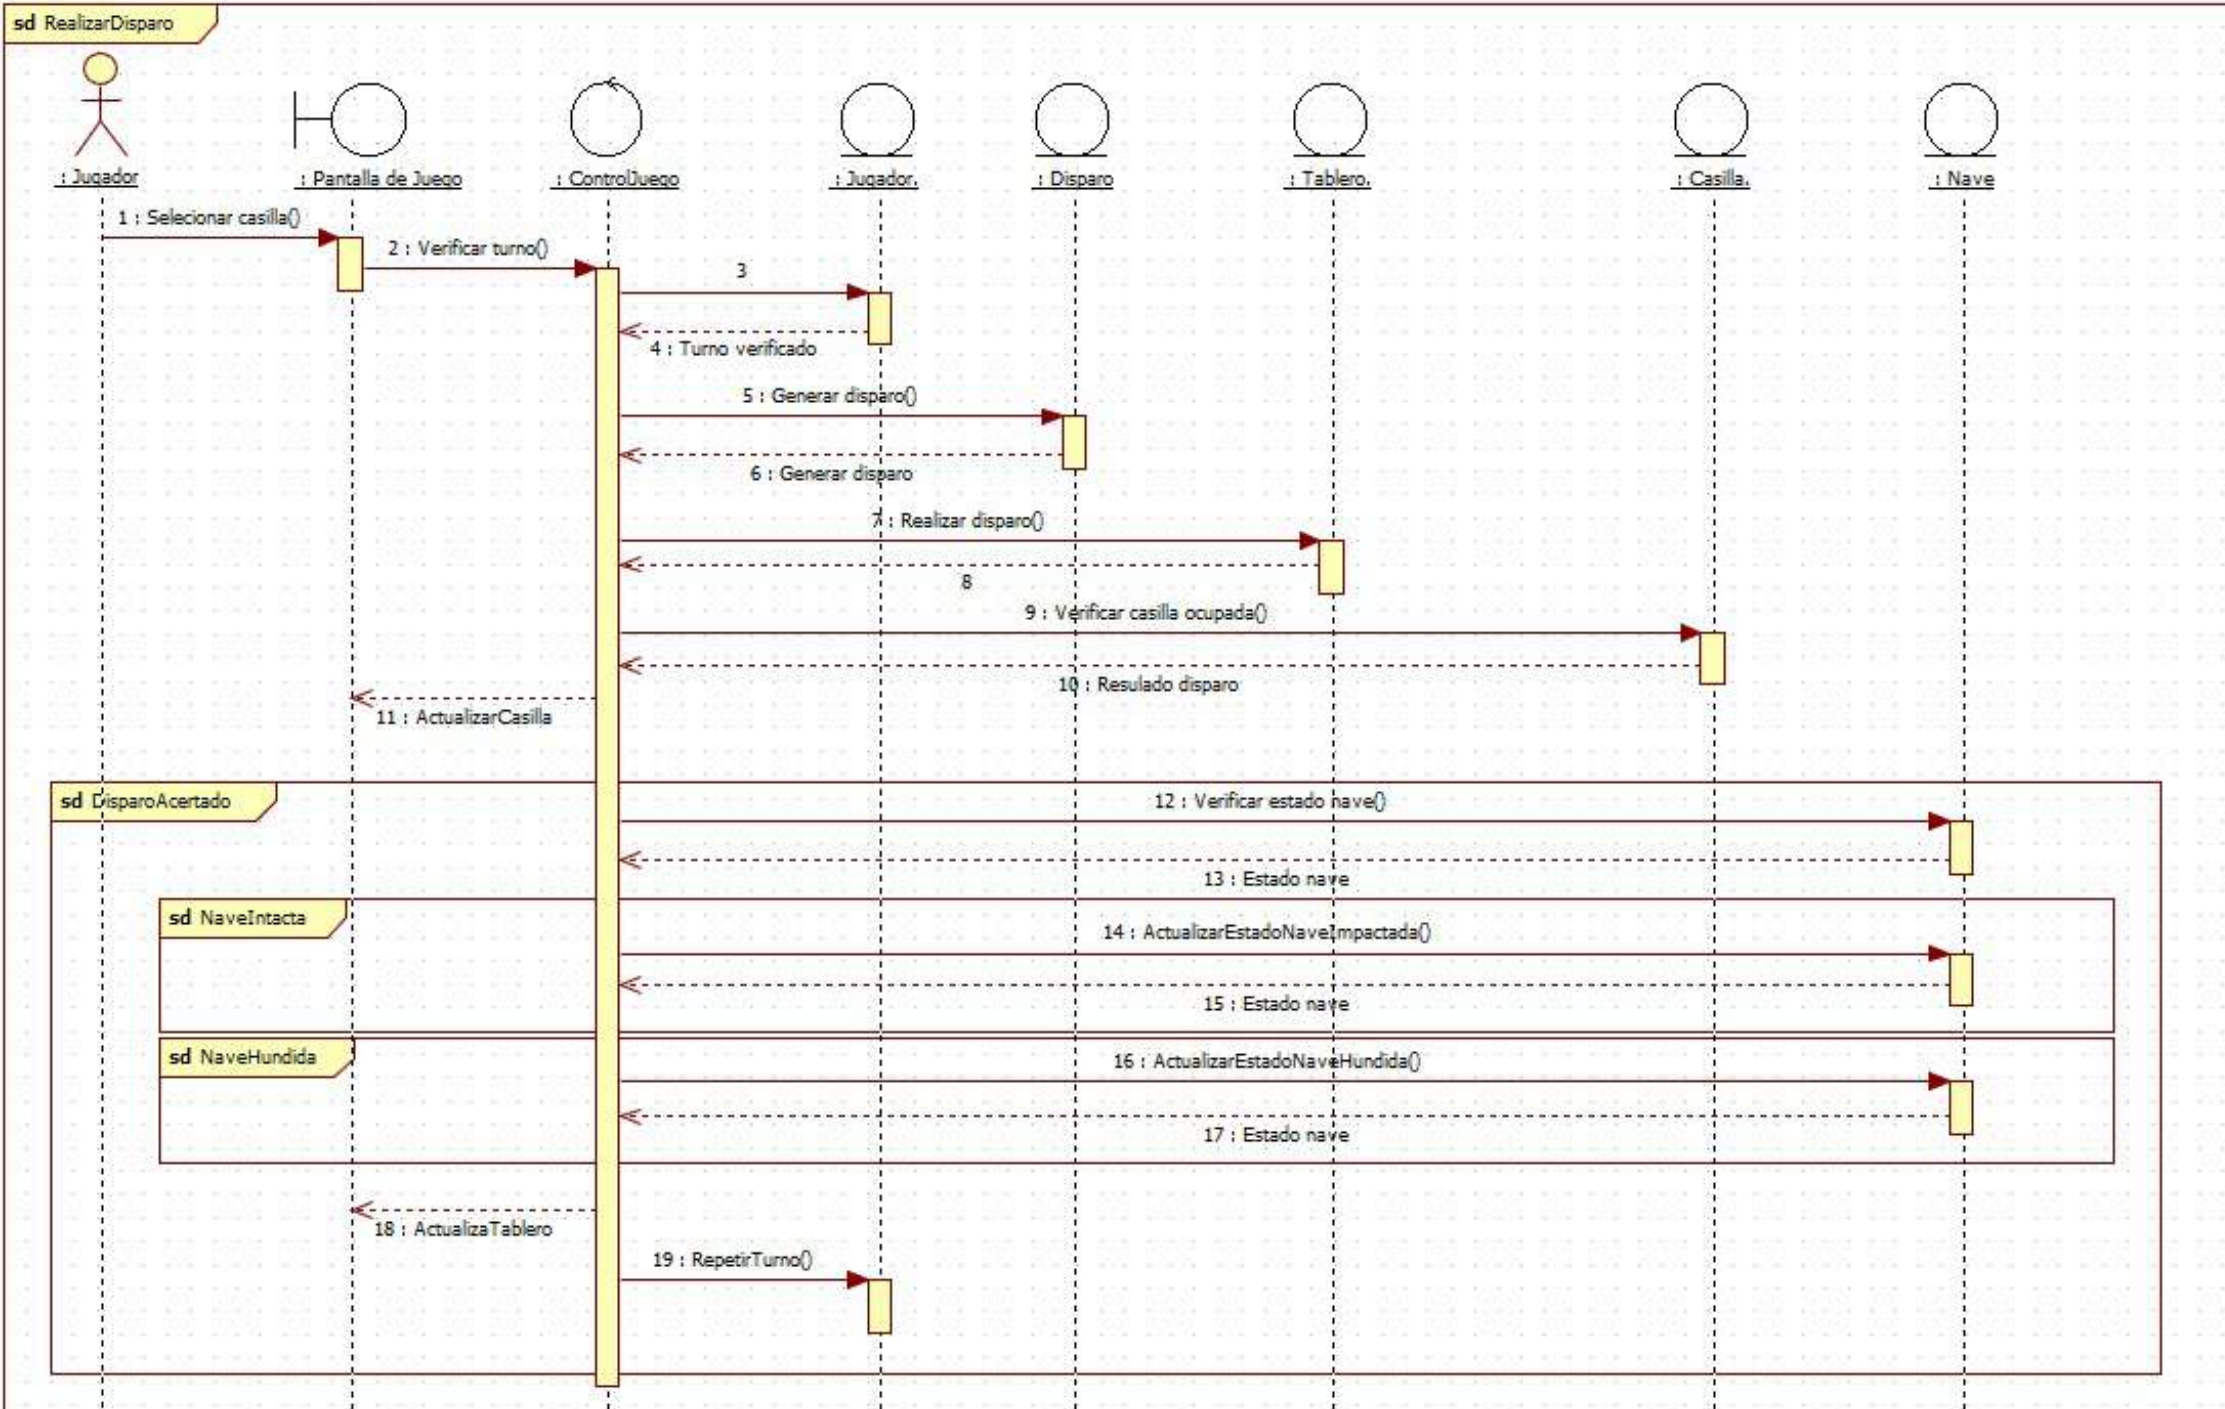 sd RealizarDisparo
: Jugador
: Pantalla de Juego
: ControlJuego
: Jugador.
: Disparo
: Tablero.
: Casilla.
: Nave
1 : Selecionar casilla()
2 : Verificar turno()
3
4 : Turno verificado
5 : Generar disparo()
6 : Generar disparo
7 : Realizar disparo()
8
9 : Verificar casilla ocupada()
10 : Resulado disparo
11 : ActualizarCasilla
sd DisparoAcertado
12 : Verificar estado nave()
13 : Estado nave
sd NaveIntacta
14 : ActualizarEstadoNaveImpactada()
15 : Estado nave
sd NaveHundida
16 : ActualizarEstadoNaveHundida()
17 : Estado nave
18 : ActualizaTablero
19 : RepetirTurno()